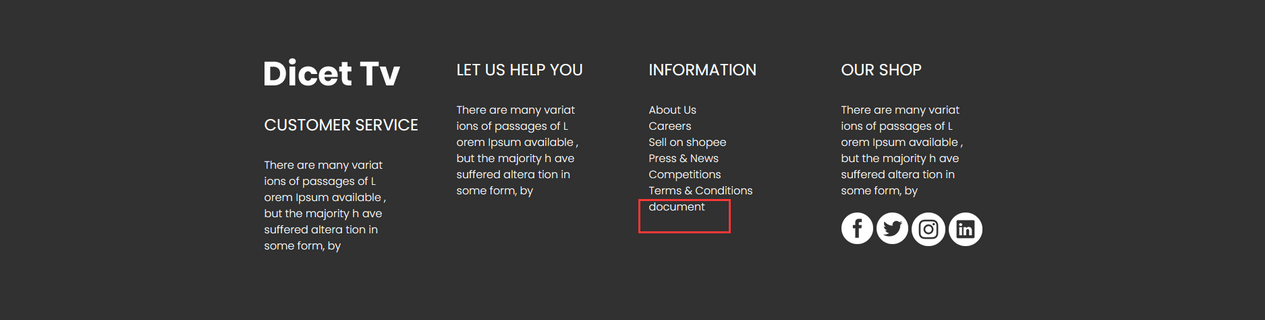 Dicet Tv
CUSTOMER SERVICE
There are many variat
ions of passages of L
orem Ipsum available ,
but the majority h ave
suffered altera tion in
some form, by
LET US HELP YOU
There are many variat
ions of passages of L
orem Ipsum available ,
but the majority h ave
suffered altera tion in
some form, by
INFORMATION
About Us
Careers
Sell on shopee
Press & News
Competitions
Terms & Conditions
document
OUR SHOP
There are many variat
ions of passages of L
orem Ipsum available ,
but the majority h ave
suffered altera tion in
some form, by